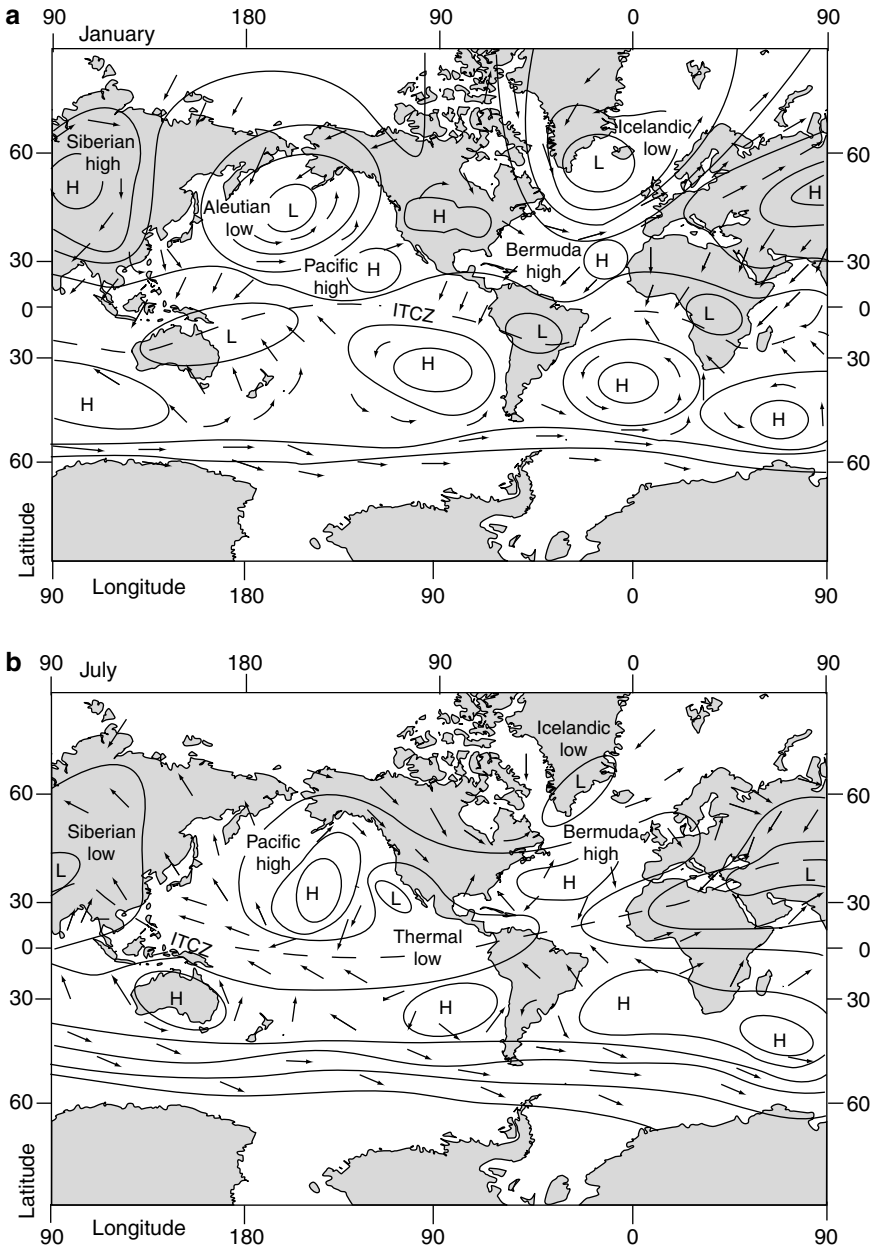 a
90 180 90 0 90
January
60 60
Siberian
high
H
Icelandic
low
L
H
Aleutian
low
L
H
30 30
Pacific
high
H
Bermuda
high
H
0 0
ITCZ
L
L
L
30 30
H
H
H
H
60 60
Latitude
Longitude
90 180 90 0 90
b
90 180 90 0 90
July
Icelandic
low
L
60 60
Siberian
low
L
Pacific
high
H
L
Bermuda
high
H
L
30 30
ITCZ
Thermal
low
0 0
H
30 30
H
H
H
60 60
Latitude
Longitude
90 180 90 0 90